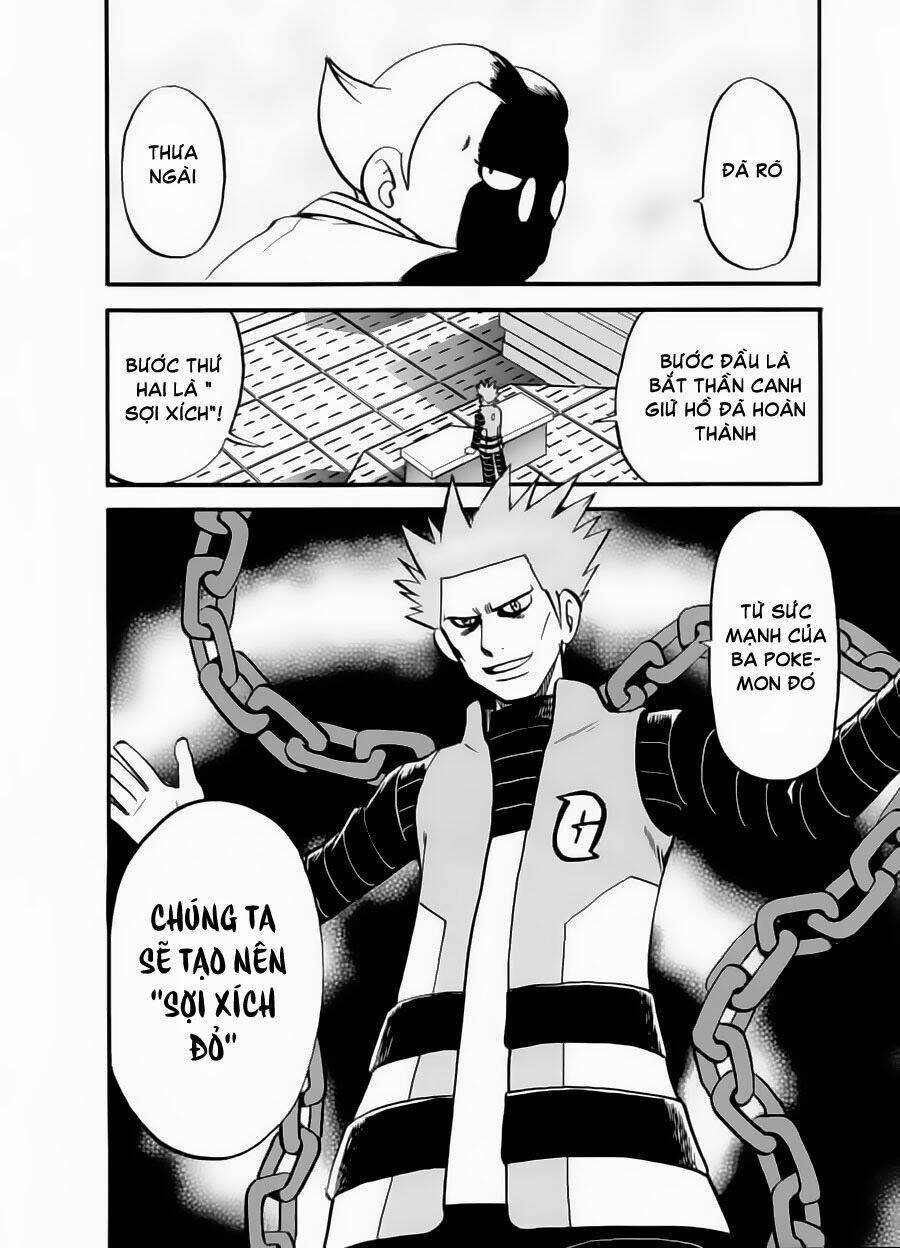 ĐÃ RÕ
THƯA
NGÀI
BƯỚC ĐẦU LÀ
BẮT THẦN CANH
GIỮ HỒ ĐÃ HOÀN
THÀNH
BƯỚC THỨ
HAI LÀ "
SỢI XÍCH"!
TỪ SỨC
MẠNH CỦA
BA POKE-
MON ĐÓ
CHÚNG TA
SẼ TẠO NÊN
"SỢI XÍCH
ĐỎ"